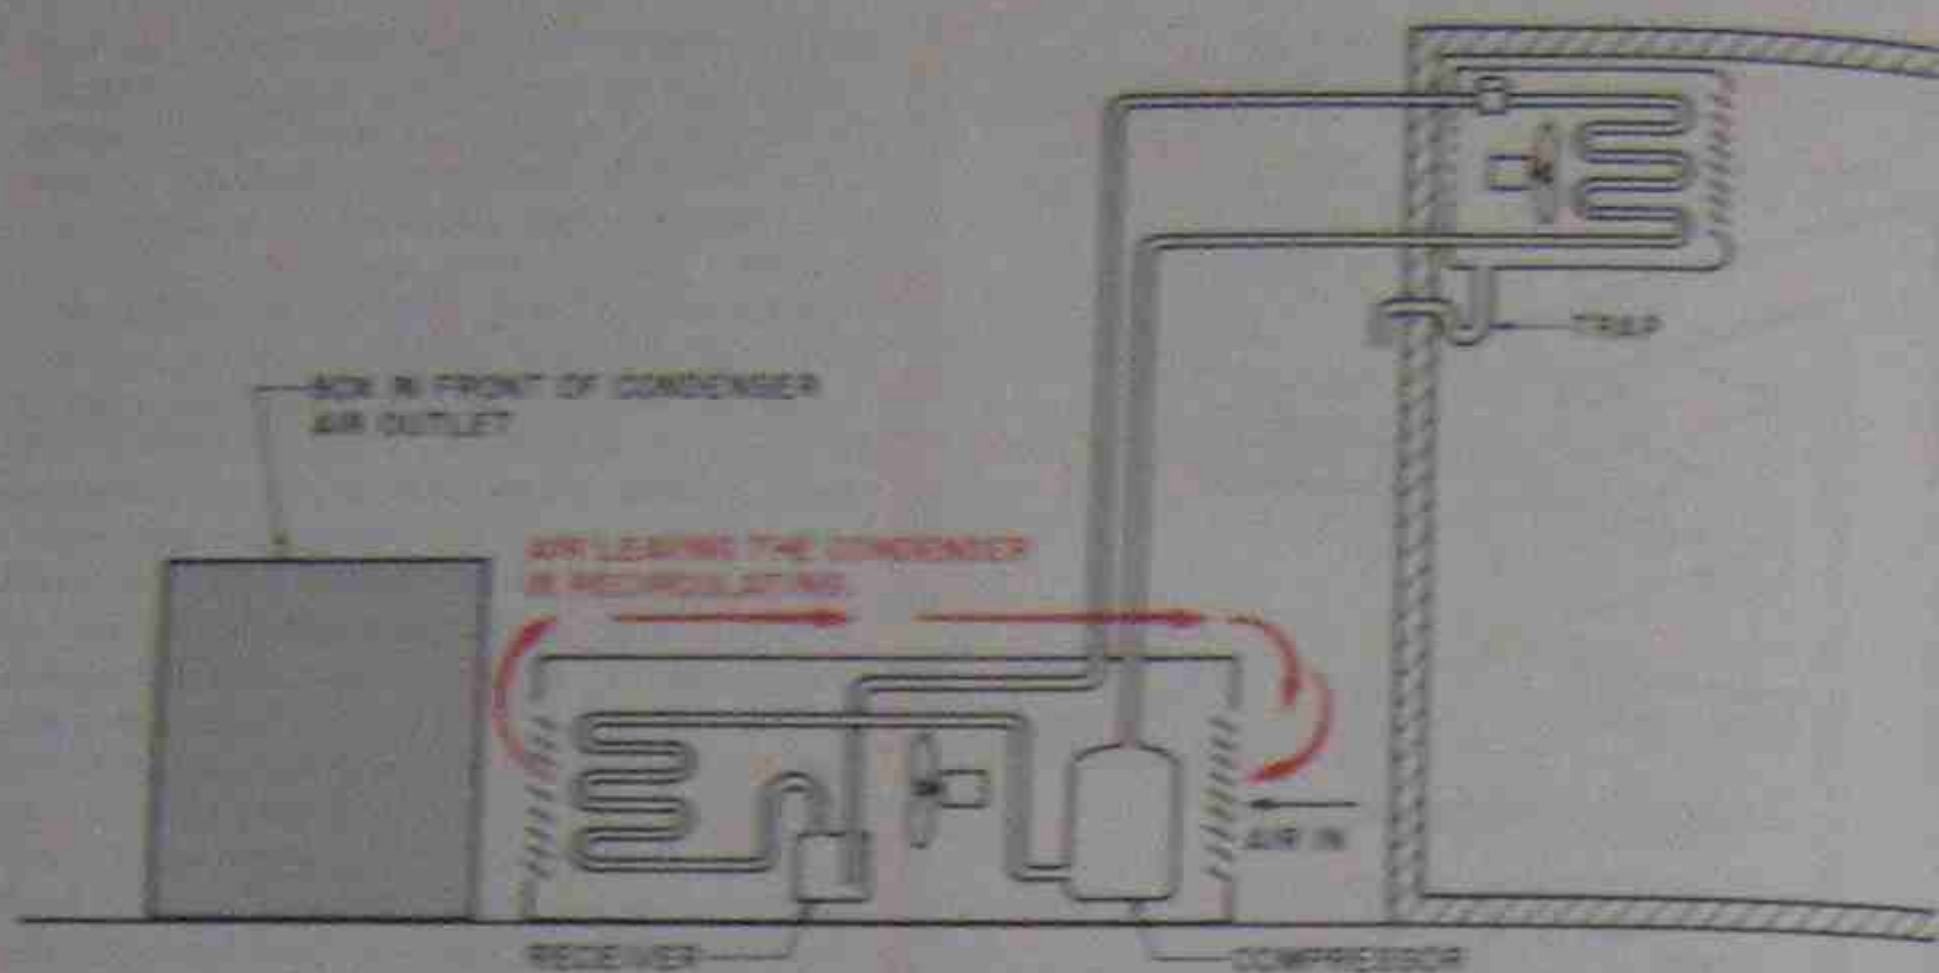 TRAP
BOX IN FRONT OF CONDENSER
AIR OUTLET
AIR LEAVING THE CONDENSER
IS RECIRCULATING
AIR IN
RECEIVER
COMPRESSOR